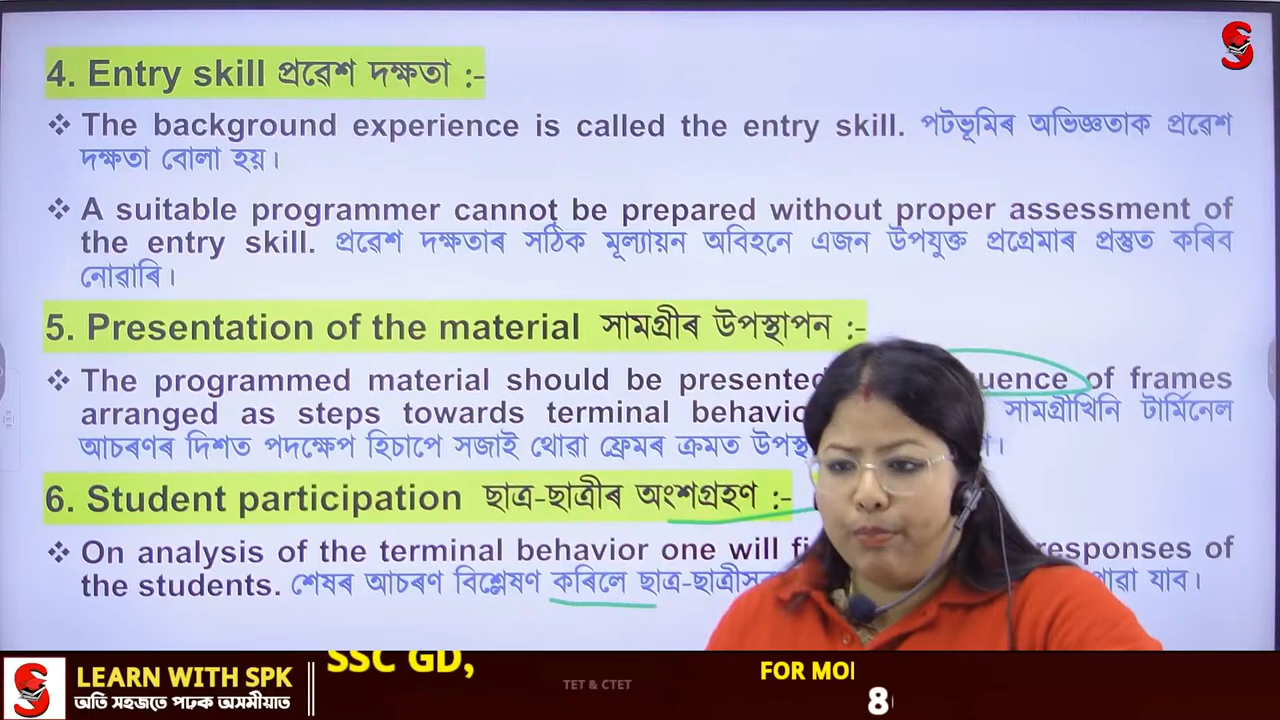 4. Entry skill প্ৰৱেশ দক্ষতা :-
❖ The background experience is called the entry skill. পটভূমিৰ অভিজ্ঞতাক প্ৰৱেশ
দক্ষতা বোলা হয়।
❖ A suitable programmer cannot be prepared without proper assessment of
the entry skill. প্ৰৱেশ দক্ষতাৰ সঠিক মূল্যায়ন অবিহনে এজন উপযুক্ত প্ৰগ্ৰেমাৰ প্ৰস্তুত কৰিব
নোৱাৰি।
5. Presentation of the material সামগ্ৰীৰ উপস্থাপন :-
❖ The programmed material should be presented uence of frames
arranged as steps towards terminal behavio সামগ্ৰীখিনি টাৰ্মিনেল
আচৰণৰ দিশত পদক্ষেপ হিচাপে সজাই থোৱা ফ্ৰেমৰ ক্ৰমত
6. Student participation ছাত্ৰ-ছাত্ৰীৰ অংশগ্ৰহণ :-
❖ On analysis of the terminal behavior one will responses of
the students. শেষৰ আচৰণ বিশ্লেষণ কৰিলে যাব।
LEARN WITH SPK
অতি সহজতে পঢ়ক অসমীয়াত
SSC GD,
TET & CTET
FOR MO
8